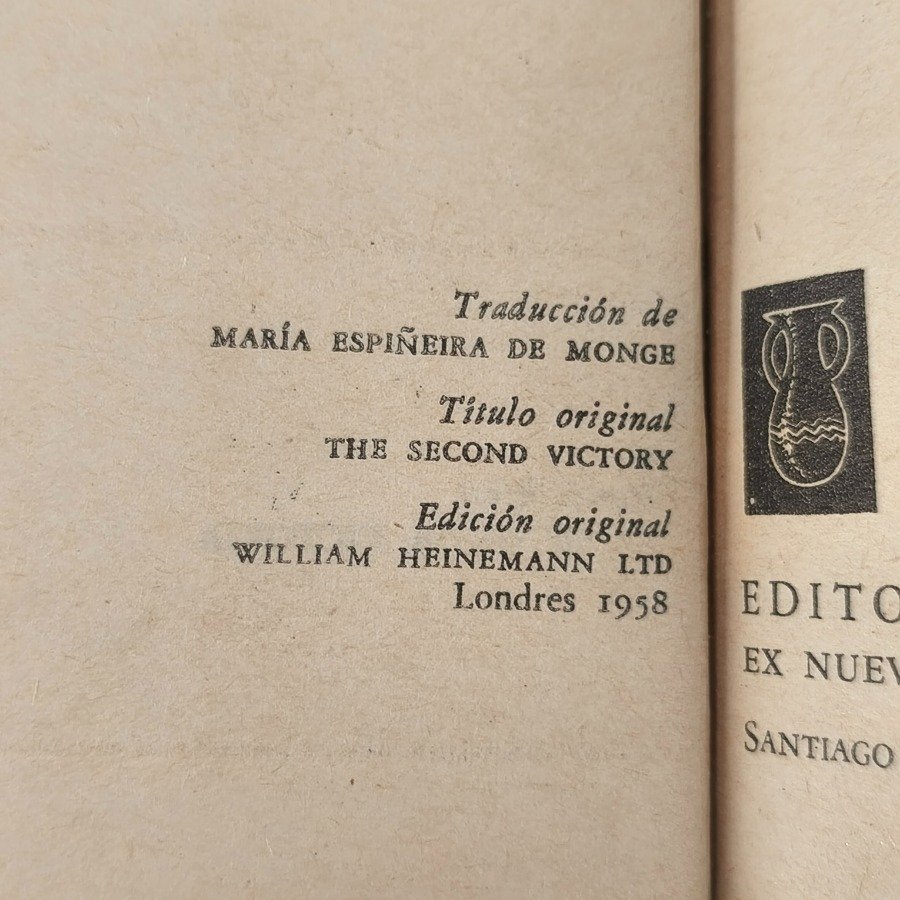 Traducción de
MARÍA ESPIÑEIRA DE MONGE
Título original
THE SECOND VICTORY
Edición original
WILLIAM HEINEMANN LTD
Londres 1958
EDITO
EX NUEV
SANTIAGO